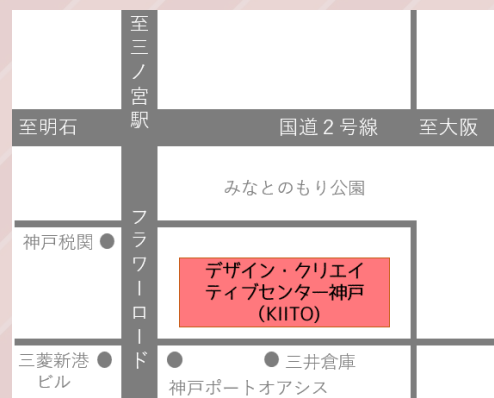 至三ノ宮駅
至明石
国道2号線
至大阪
みなとのもり公園
フラワーロード
神戸税関
デザイン・クリエイ
ティブセンター神戸
(KIITO)
三菱新港
ビル
三井倉庫
神戸ポートオアシス